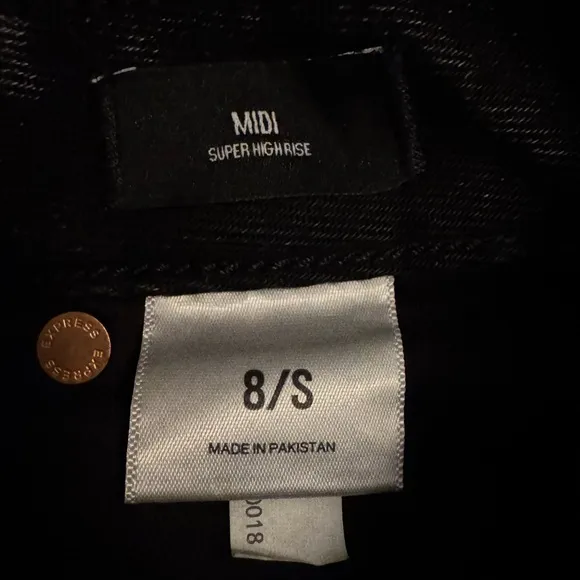 MIDI
SUPER HIGH RISE
EXPRESS
EXPRESS
8/S
MADE IN PAKISTAN
0018